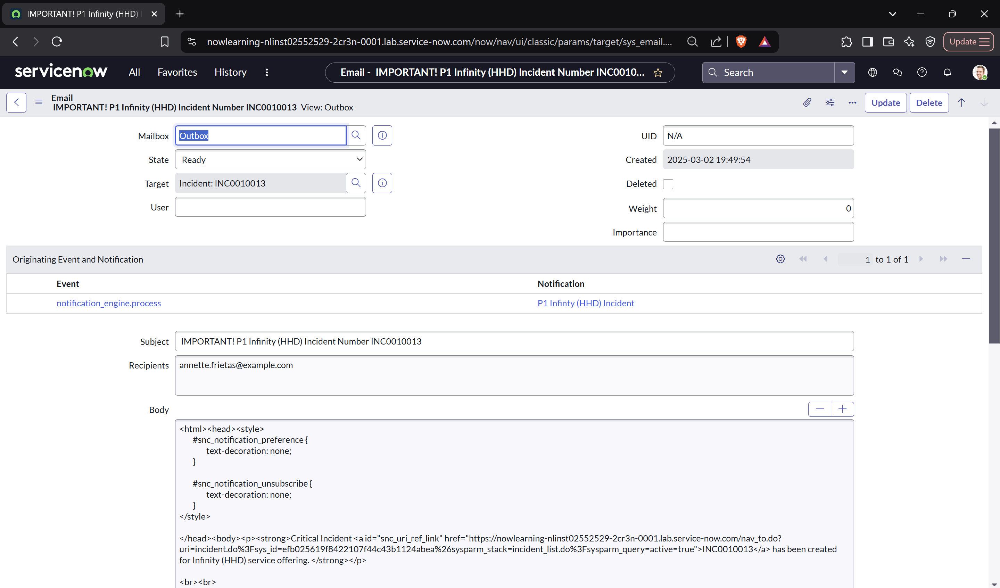 IMPORTANT! P1 Infinity (HHD)
nowlearning-nlinst02552529-2cr3n-0001.lab.service-now.com/now/nav/ui/classic/params/target/sys_email....
Update
servicenow
All
Favorites
History
Email - IMPORTANT! P1 Infinity (HHD) Incident Number INC0010...
Search
Email
IMPORTANT! P1 Infinity (HHD) Incident Number INC0010013 View: Outbox
Update
Delete
Mailbox
Outbox
UID
N/A
State
Ready
Created
2025-03-02 19:49:54
Target
Incident: INC0010013
Deleted
User
Weight
0
Importance
Originating Event and Notification
1 to 1 of 1
Event
Notification
notification_engine.process
P1 Infinty (HHD) Incident
Subject
IMPORTANT! P1 Infinity (HHD) Incident Number INC0010013
Recipients
annette.frietas@example.com
Body
<html><head><style>
#snc_notification_preference {
text-decoration: none;
}
#snc_notification_unsubscribe {
text-decoration: none;
}
</style>
</head><body><p><strong>Critical Incident <a id="snc_uri_ref_link" href="https://nowlearning-nlinst02552529-2cr3n-0001.lab.service-now.com/nav_to.do?
uri=incident.do%3Fsys_id=efb025619f8422107f44c43b1124abea%26sysparm_stack=incident_list.do%3Fsysparm_query=active=true">INC0010013</a> has been created
for Infinity (HHD) service offering. </strong></p>
<br><br>